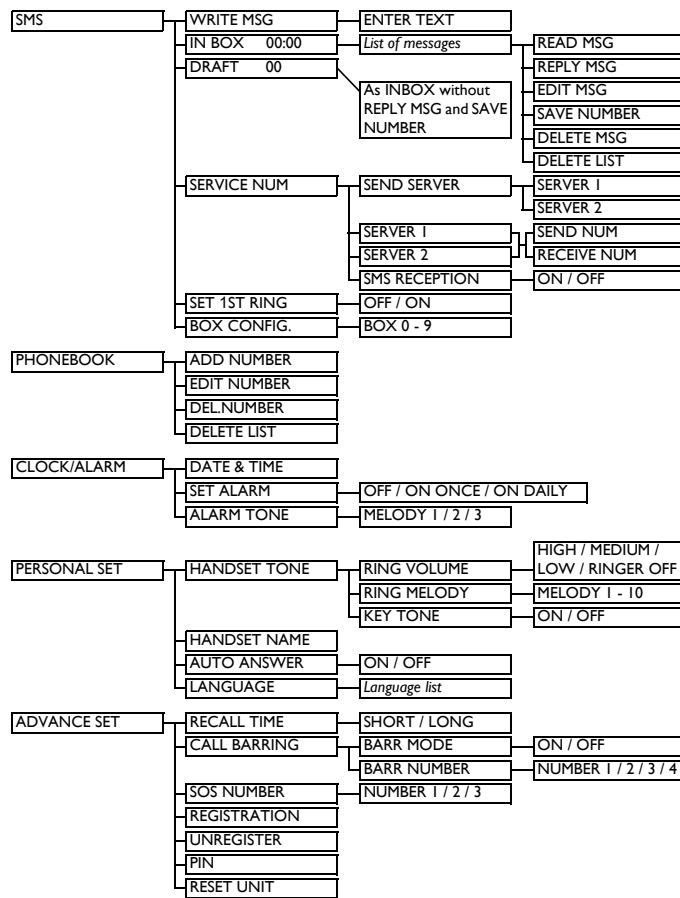 SMS
WRITE MSG
ENTER TEXT
IN BOX 00:00
List of messages
READ MSG
DRAFT 00
REPLY MSG
As INBOX without
REPLY MSG and SAVE
NUMBER
EDIT MSG
SAVE NUMBER
DELETE MSG
DELETE LIST
SERVICE NUM
SEND SERVER
SERVER 1
SERVER 2
SERVER 1
SEND NUM
SERVER 2
RECEIVE NUM
SMS RECEPTION
ON / OFF
SET 1ST RING
OFF / ON
BOX CONFIG.
BOX 0 - 9
PHONEBOOK
ADD NUMBER
EDIT NUMBER
DEL.NUMBER
DELETE LIST
CLOCK/ALARM
DATE & TIME
SET ALARM
OFF / ON ONCE / ON DAILY
ALARM TONE
MELODY 1 / 2 / 3
PERSONAL SET
HANDSET TONE
RING VOLUME
HIGH / MEDIUM /
LOW / RINGER OFF
RING MELODY
MELODY 1 - 10
KEY TONE
ON / OFF
HANDSET NAME
AUTO ANSWER
ON / OFF
LANGUAGE
Language list
ADVANCE SET
RECALL TIME
SHORT / LONG
CALL BARRING
BARR MODE
ON / OFF
BARR NUMBER
NUMBER 1 / 2 / 3 / 4
SOS NUMBER
NUMBER 1 / 2 / 3
REGISTRATION
UNREGISTER
PIN
RESET UNIT